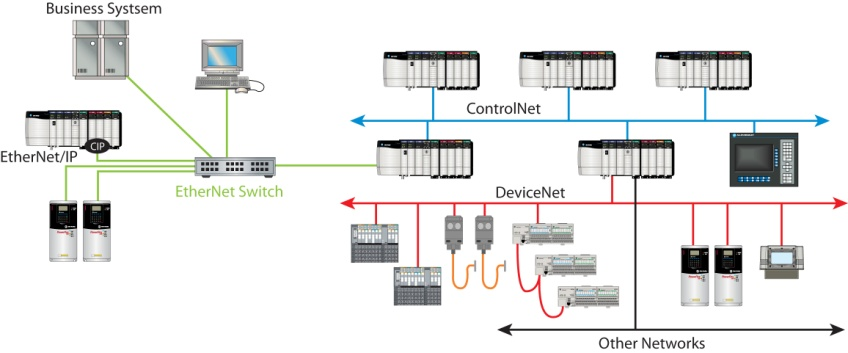 Business Systsem
ControlNet
CIP
EtherNet/IP
EtherNet Switch
DeviceNet
Other Networks